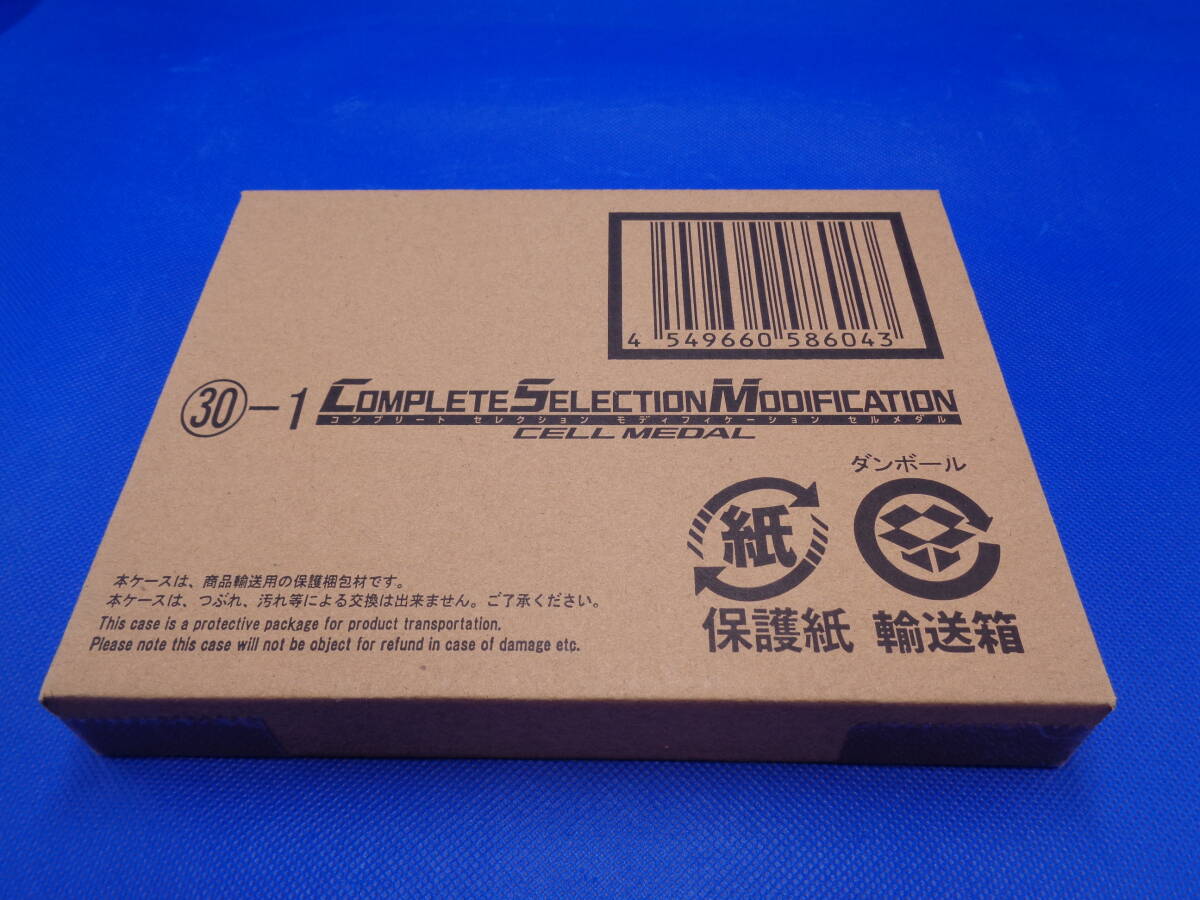 4 549660 586043
㉚-1 COMPLETE SELECTION MODIFICATION
コンプリート セレクション モディフィケーション セルメダル
CELL MEDAL
ダンボール
紙
保護紙 輸送箱
本ケースは、商品輸送用の保護梱包材です。
本ケースは、つぶれ、汚れ等による交換は出来ません。ご了承ください。
This case is a protective package for product transportation.
Please note this case will not be object for refund in case of damage etc.